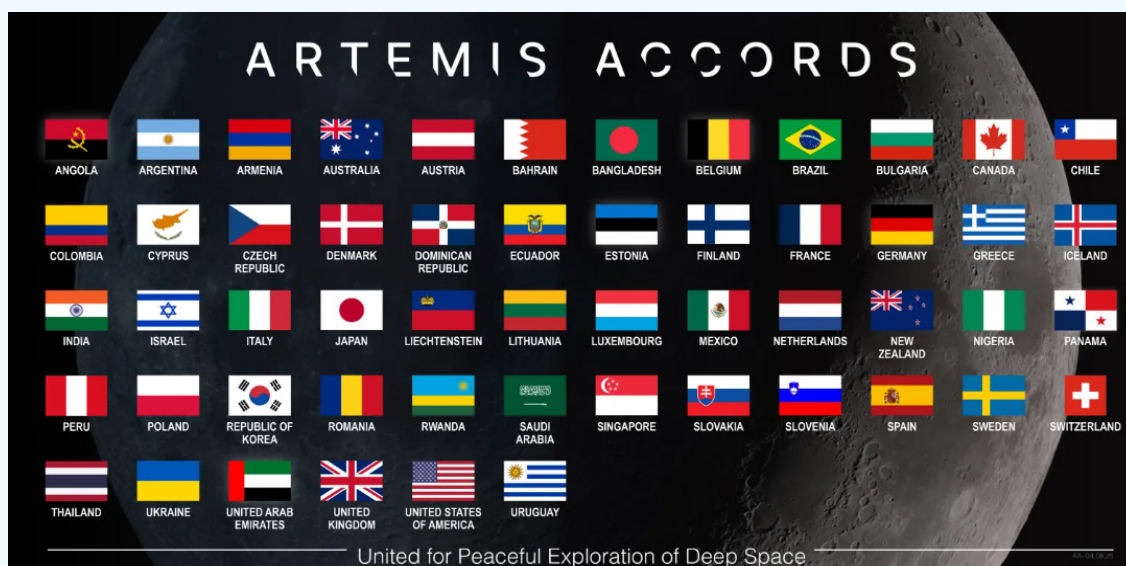 ARTEMIS ACCORDS
ANGOLA ARGENTINA ARMENIA AUSTRALIA AUSTRIA BAHRAIN BANGLADESH BELGIUM BRAZIL BULGARIA CANADA CHILE
COLOMBIA CYPRUS CZECH REPUBLIC DENMARK DOMINICAN REPUBLIC ECUADOR ESTONIA FINLAND FRANCE GERMANY GREECE ICELAND
INDIA ISRAEL ITALY JAPAN LIECHTENSTEIN LITHUANIA LUXEMBOURG MEXICO NETHERLANDS NEW ZEALAND NIGERIA PANAMA
PERU POLAND REPUBLIC OF KOREA ROMANIA RWANDA SAUDI ARABIA SINGAPORE SLOVAKIA SLOVENIA SPAIN SWEDEN SWITZERLAND
THAILAND UKRAINE UNITED ARAB EMIRATES UNITED KINGDOM UNITED STATES OF AMERICA URUGUAY
United for Peaceful Exploration of Deep Space